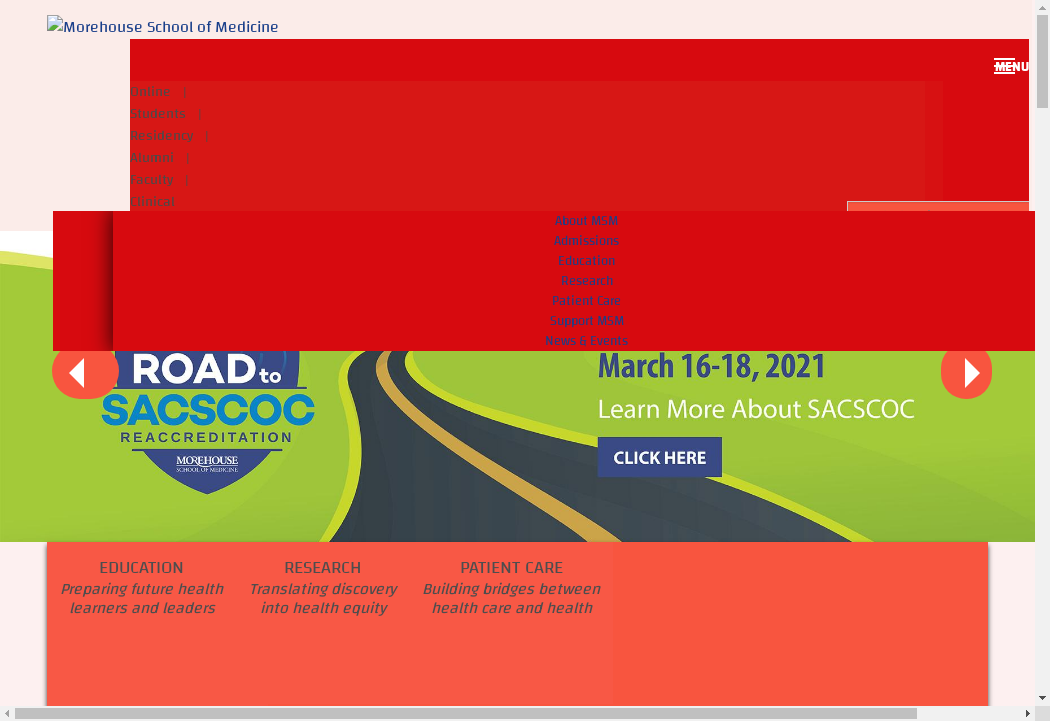 Morehouse School of Medicine
MENU
Online |
Students |
Residency |
Alumni |
Faculty |
Clinical
About MSM
Admissions
Education
Research
Patient Care
Support MSM
News & Events
ROAD to
SACSCOC
REACCREDITATION
MOREHOUSE
SCHOOL OF MEDICINE
March 16-18, 2021
Learn More About SACSCOC
CLICK HERE
EDUCATION
Preparing future health
learners and leaders
RESEARCH
Translating discovery
into health equity
PATIENT CARE
Building bridges between
health care and health